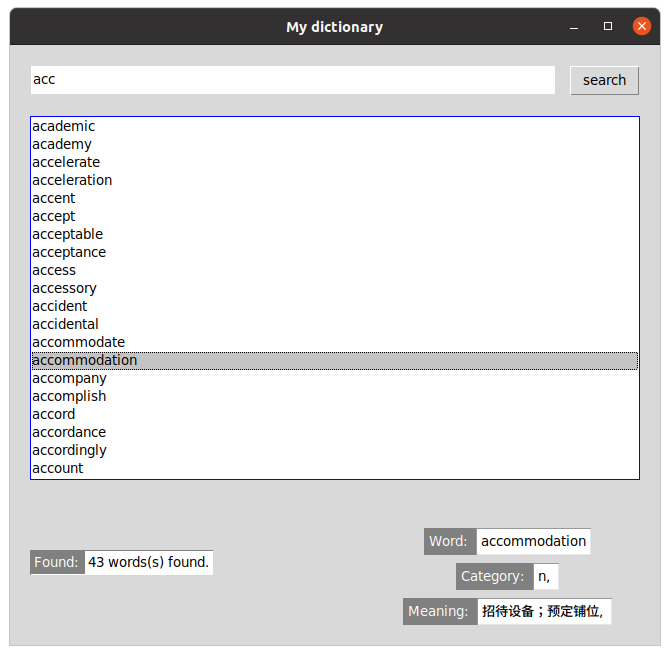 My dictionary
acc
search
academic
academy
accelerate
acceleration
accent
accept
acceptable
acceptance
access
accessory
accident
accidental
accommodate
accommodation
accompany
accomplish
accord
accordance
accordingly
account
Found: 43 words(s) found.
Word: accommodation
Category: n,
Meaning: 招待设备；预定铺位,